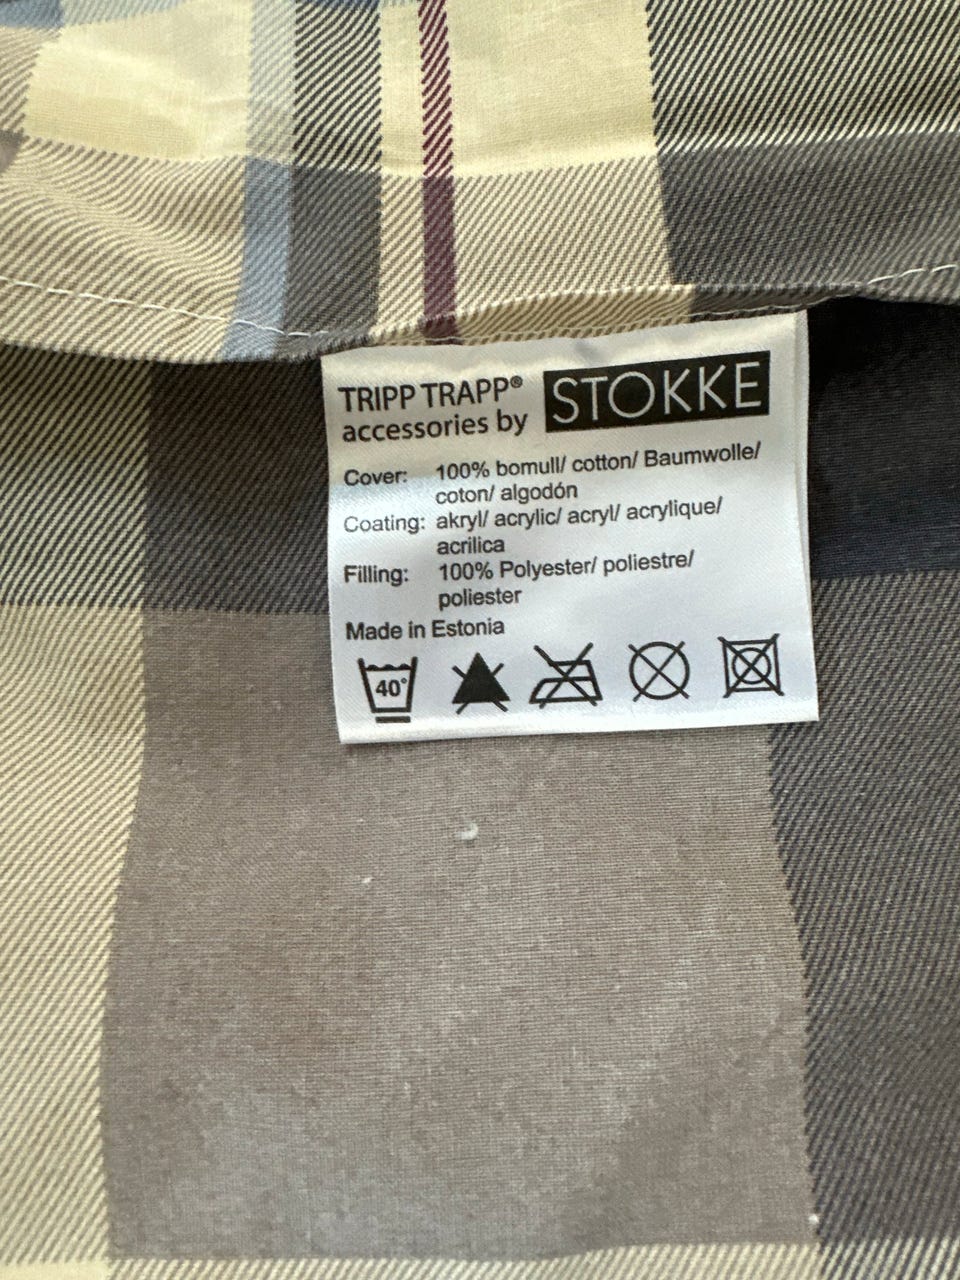 TRIPP TRAPP®
accessories by STOKKE
Cover: 100% bomull/ cotton/ Baumwolle/
coton/ algodón
Coating: akryl/ acrylic/ acryl/ acrylique/
acrilica
Filling: 100% Polyester/ poliestre/
poliester
Made in Estonia
40°